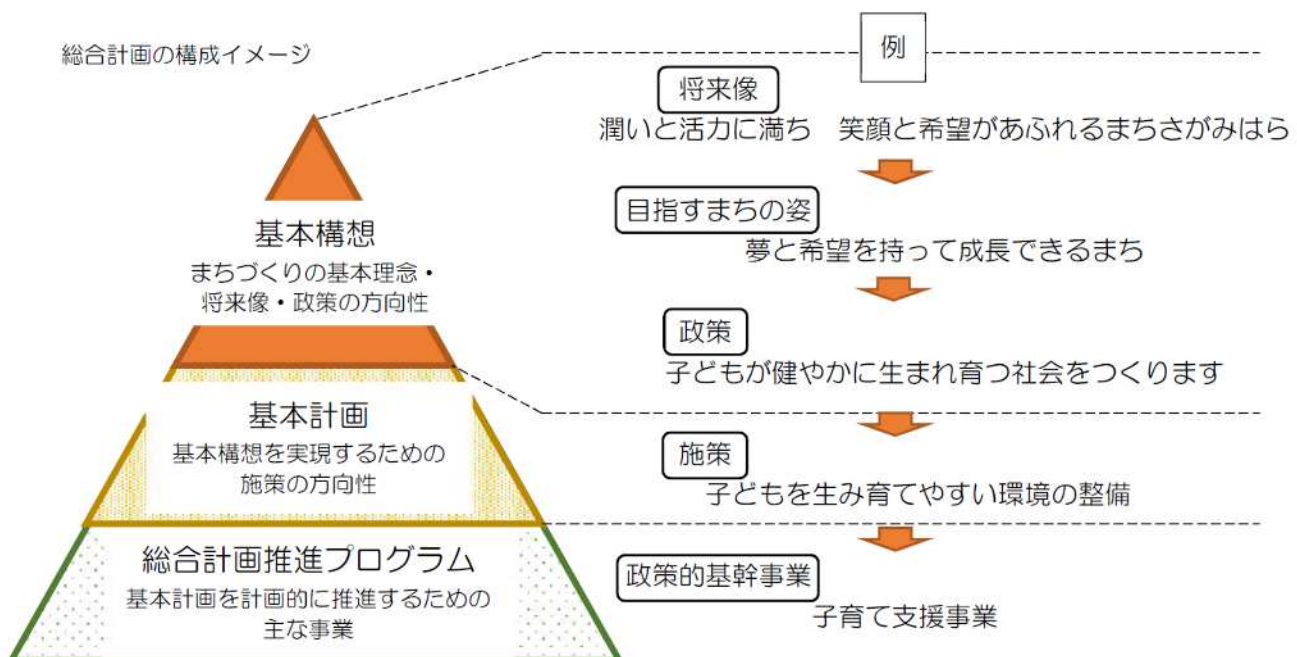 総合計画の構成イメージ
基本構想
まちづくりの基本理念・
将来像・政策の方向性
基本計画
基本構想を実現するための
施策の方向性
総合計画推進プログラム
基本計画を計画的に推進するための
主な事業
例
将来像
潤いと活力に満ち　笑顔と希望があふれるまちさがみはら
目指すまちの姿
夢と希望を持って成長できるまち
政策
子どもが健やかに生まれ育つ社会をつくります
施策
子どもを生み育てやすい環境の整備
政策的基幹事業
子育て支援事業